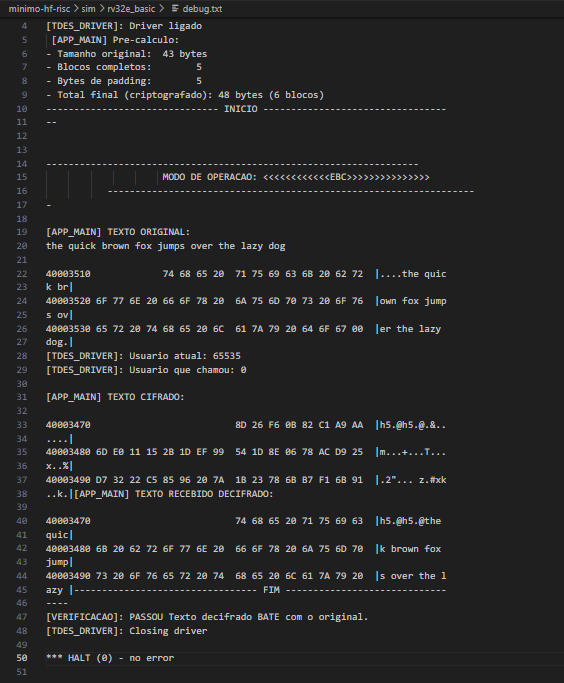 minimo-hf-risc > sim > rv32e_basic > debug.txt
4 [TDES_DRIVER]: Driver ligado
5 [APP_MAIN] Pre-calculo:
6 - Tamanho original: 43 bytes
7 - Blocos completos: 5
8 - Bytes de padding: 5
9 - Total final (criptografado): 48 bytes (6 blocos)
10 ------------------------------ INICIO --------------------------------
11 --
12
13
14 -----------------------------------------------------------------
15 MODO DE OPERACAO: <<<<<<<<<<<<EBC>>>>>>>>>>>>>>>
16 ----------------------------------------------------------------
17 -
18
19 [APP_MAIN] TEXTO ORIGINAL:
20 the quick brown fox jumps over the lazy dog
21
22 40003510 74 68 65 20 71 75 69 63 6B 20 62 72 |....the quic
23 k br|
24 40003520 6F 77 6E 20 66 6F 78 20 6A 75 6D 70 73 20 6F 76 |own fox jump
25 s ov|
26 40003530 65 72 20 74 68 65 20 6C 61 7A 79 20 64 6F 67 00 |er the lazy
27 dog.|
28 [TDES_DRIVER]: Usuario atual: 65535
29 [TDES_DRIVER]: Usuario que chamou: 0
30
31 [APP_MAIN] TEXTO CIFRADO:
32
33 40003470 8D 26 F6 0B 82 C1 A9 AA |h5.@h5.@.&..
34 ....|
35 40003480 6D E0 11 15 2B 1D EF 99 54 1D 8E 06 78 AC D9 25 |m...+...T...
36 x..%|
37 40003490 D7 32 22 C5 85 96 20 7A 1B 23 78 6B B7 F1 6B 91 |.2"... z.#xk
38 ..k.|[APP_MAIN] TEXTO RECEBIDO DECIFRADO:
39
40 40003470 74 68 65 20 71 75 69 63 |h5.@h5.@the
41 quic|
42 40003480 6B 20 62 72 6F 77 6E 20 66 6F 78 20 6A 75 6D 70 |k brown fox
43 jump|
44 40003490 73 20 6F 76 65 72 20 74 68 65 20 6C 61 7A 79 20 |s over the l
45 azy |-------------------------------- FIM ----------------------------
46 ----
47 [VERIFICACAO]: PASSOU Texto decifrado BATE com o original.
48 [TDES_DRIVER]: Closing driver
49
50 *** HALT (0) - no error
51